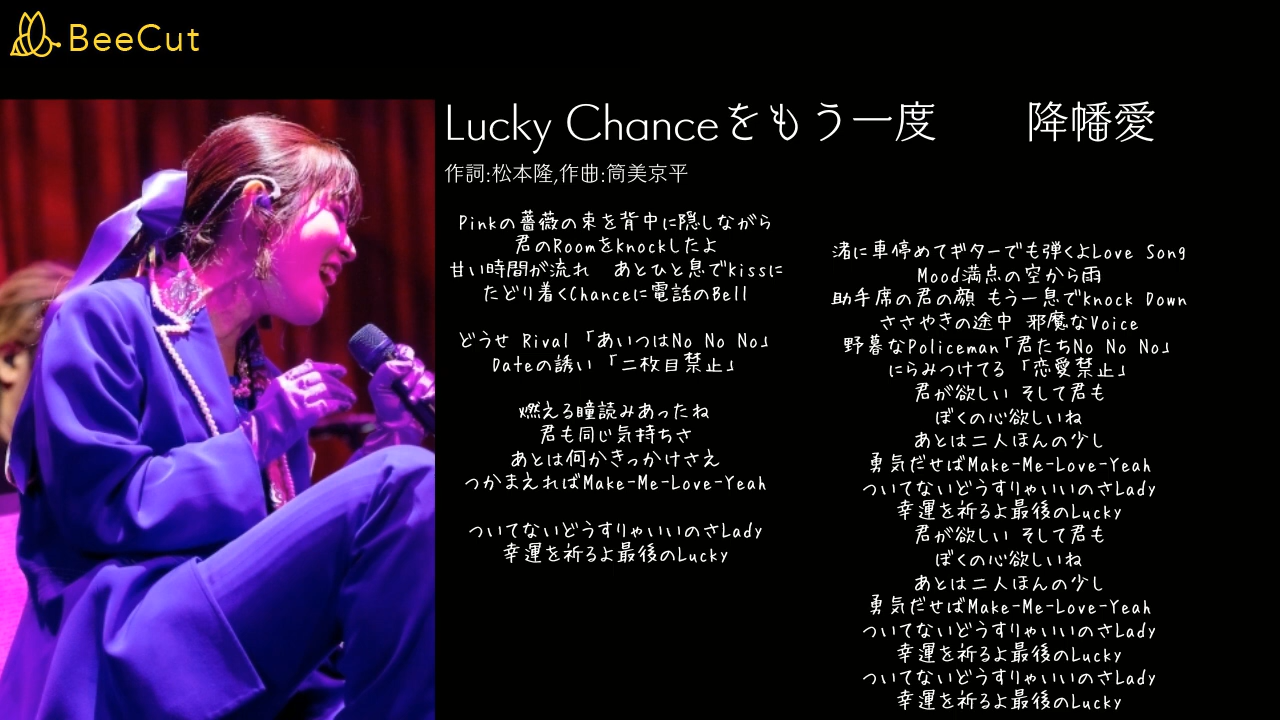 BeeCut
Lucky Chanceをもう一度　　降幡愛
作詞:松本隆,作曲:筒美京平
Pinkの薔薇の束を背中に隠しながら
君のRoomをknockしたよ
甘い時間が流れ　あとひと息でkissに
たどり着くChanceに電話のBell
どうせ Rival 「あいつはNo No No」
Dateの誘い 「二枚目禁止」
燃える瞳読みあったね
君も同じ気持ちさ
あとは何かきっかけさえ
つかまえればMake-Me-Love-Yeah
ついてないどうすりゃいいのさLady
幸運を祈るよ最後のLucky
渚に車停めてギターでも弾くよLove Song
Mood満点の空から雨
助手席の君の顔 もう一息でknock Down
ささやきの途中 邪魔なVoice
野暮なPoliceman「君たちNo No No」
にらみつけてる 「恋愛禁止」
君が欲しい そして君も
ぼくの心欲しいね
あとは二人ほんの少し
勇気だせばMake-Me-Love-Yeah
ついてないどうすりゃいいのさLady
幸運を祈るよ最後のLucky
君が欲しい そして君も
ぼくの心欲しいね
あとは二人ほんの少し
勇気だせばMake-Me-Love-Yeah
ついてないどうすりゃいいのさLady
幸運を祈るよ最後のLucky
ついてないどうすりゃいいのさLady
幸運を祈るよ最後のLucky